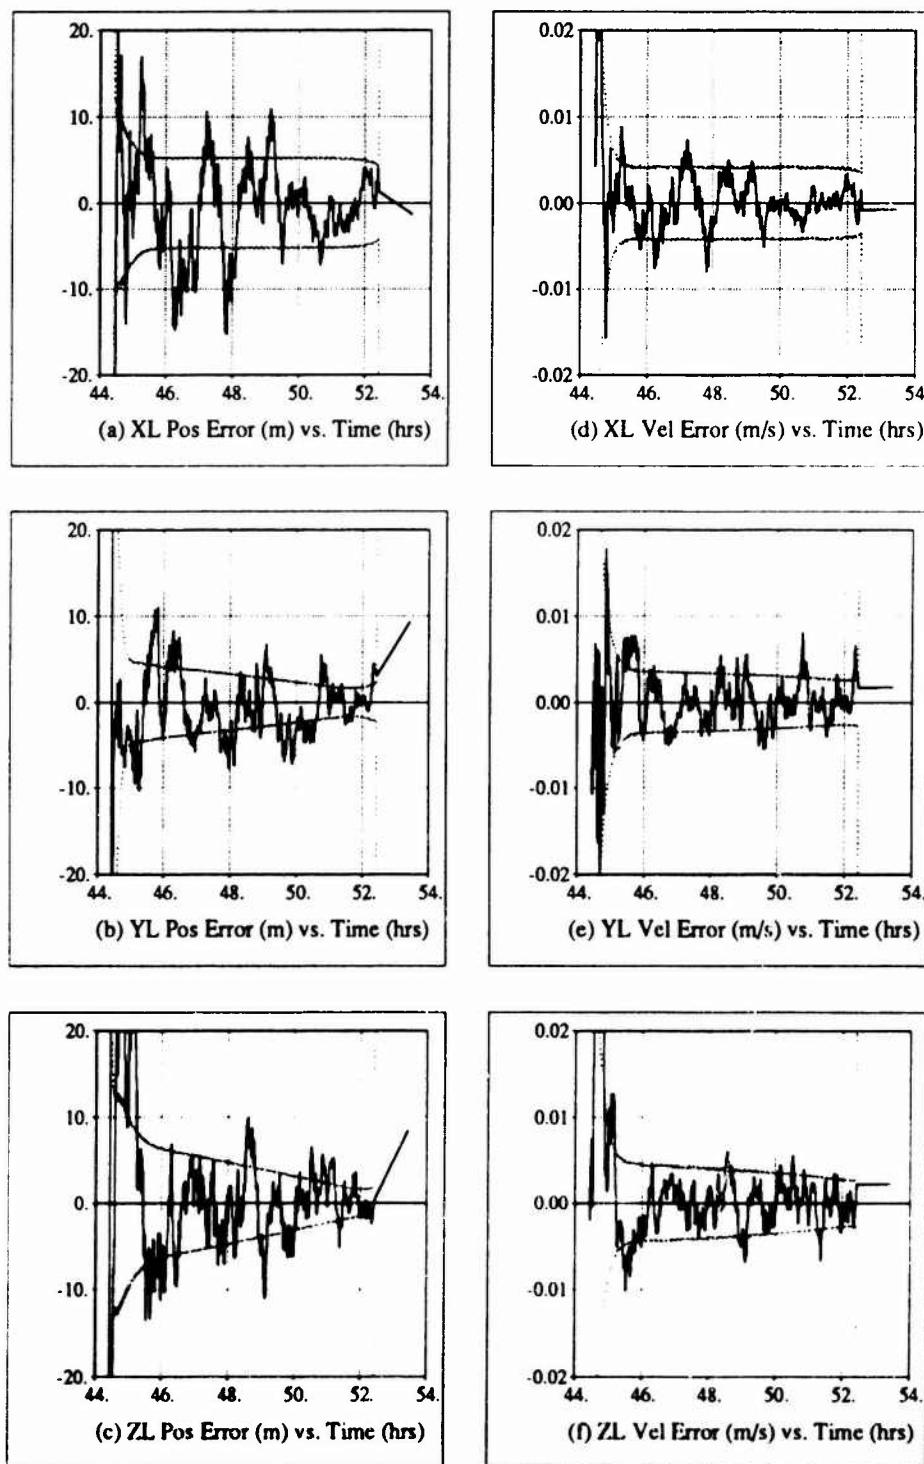 20.
10.
0.
-10.
-20.
44. 46. 48. 50. 52. 54.
(a) XL Pos Error (m) vs. Time (hrs)
0.02
0.01
0.00
-0.01
-0.02
44. 46. 48. 50. 52. 54.
(d) XL Vel Error (m/s) vs. Time (hrs)
20.
10.
0.
-10.
-20.
44. 46. 48. 50. 52. 54.
(b) YL Pos Error (m) vs. Time (hrs)
0.02
0.01
0.00
-0.01
-0.02
44. 46. 48. 50. 52. 54.
(e) YL Vel Error (m/s) vs. Time (hrs)
20.
10.
0.
-10.
-20.
44. 46. 48. 50. 52. 54.
(c) ZL Pos Error (m) vs. Time (hrs)
0.02
0.01
0.00
-0.01
-0.02
44. 46. 48. 50. 52. 54.
(f) ZL Vel Error (m/s) vs. Time (hrs)